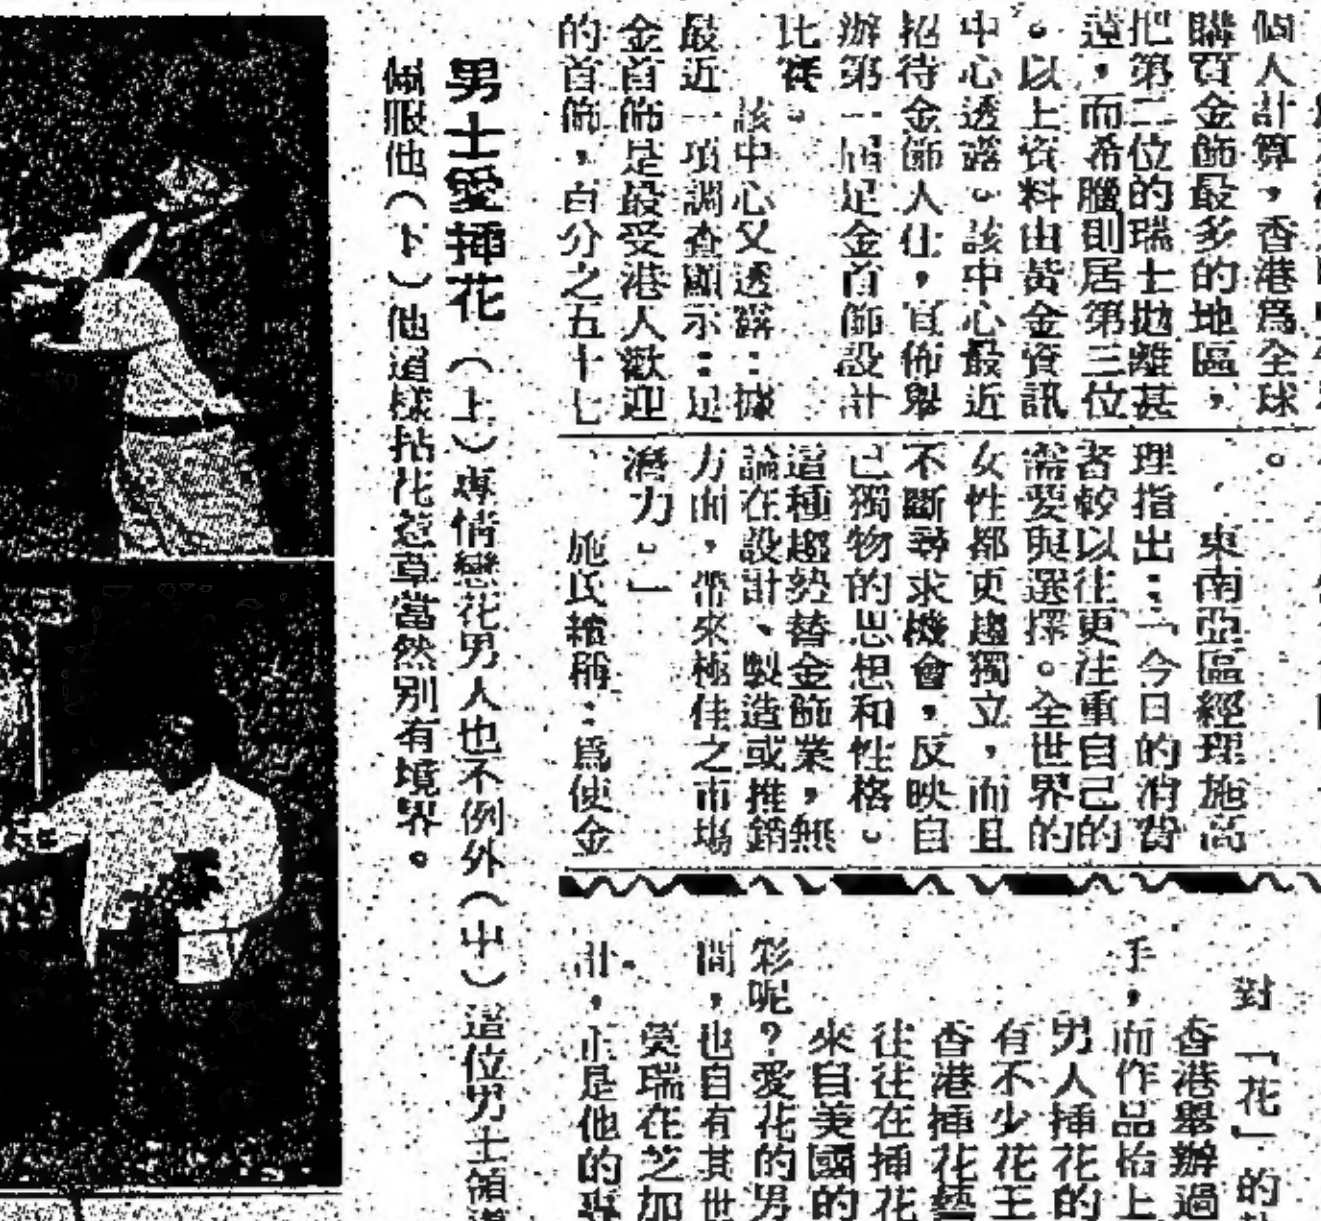 個人計算，香港爲全球
購買金飾最多的地區，
把第二位的瑞士拋離甚
遠，而希臘則居第三位
。以上資料由黃金資訊
中心透露。該中心最近
招待金飾人仕，宣佈舉
辦第一屆足金首飾設計
比賽。
該中心又透露：據
最近一項調查顯示：足
金首飾是最受港人歡迎
的首飾，百分之五十七
。
東南亞區經理施高
理指出：「今日的消費
者較以往更注重自己的
需要與選擇。全世界的
女性都更趨獨立，而且
不斷尋求機會，反映自
已獨物的思想和性格。
這種趨勢替金飾業，無
論在設計、製造或推銷
方面，帶來極佳之市場
潛力。」
施氏續稱：爲使金
男士愛插花（上）專情戀花男人也不例外（中）這位男士領
佩服他（下）他這樣拈花惹草當然別有境界。
對「花」的
香港舉辦過
手，而作品
男人插花的
有不少花
香港插花藝
往往在插花
來自美國的
彩呢？愛花的男
間，也自有其世
瑞在芝加
計，正是他的專